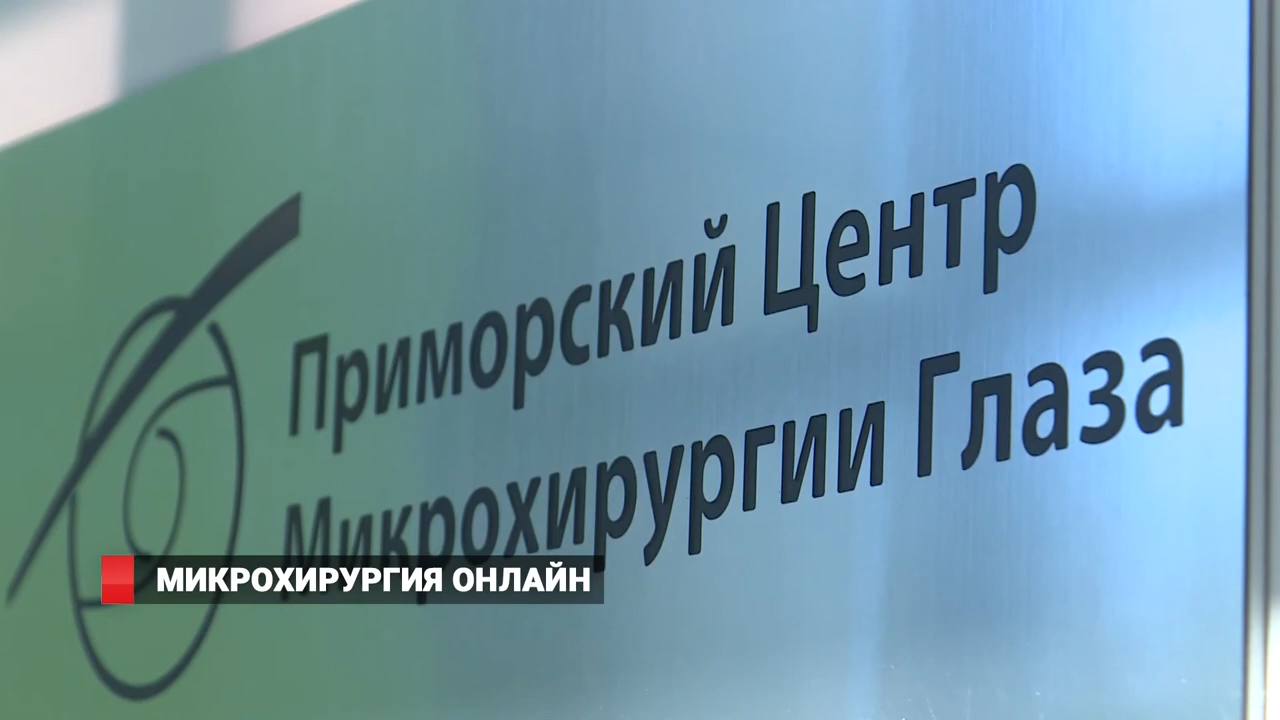 Приморский Центр
Микрохирургии Глаза
МИКРОХИРУРГИЯ ОНЛАЙН